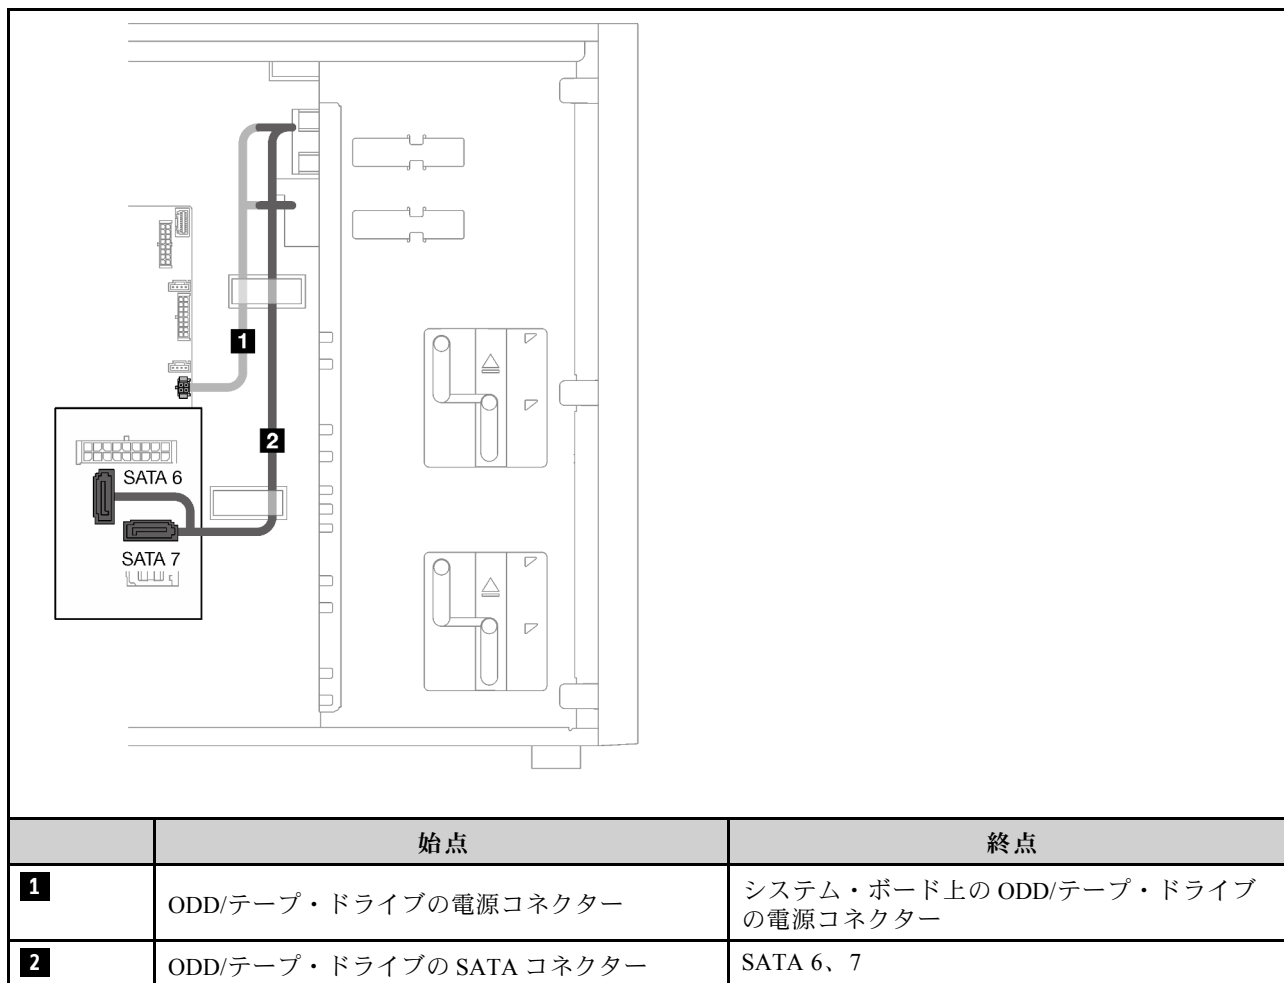 1
2
SATA 6
SATA 7
始点 終点
1 ODD/テープ・ドライブの電源コネクター システム・ボード上の ODD/テープ・ドライブ
の電源コネクター
2 ODD/テープ・ドライブの SATA コネクター SATA 6、7